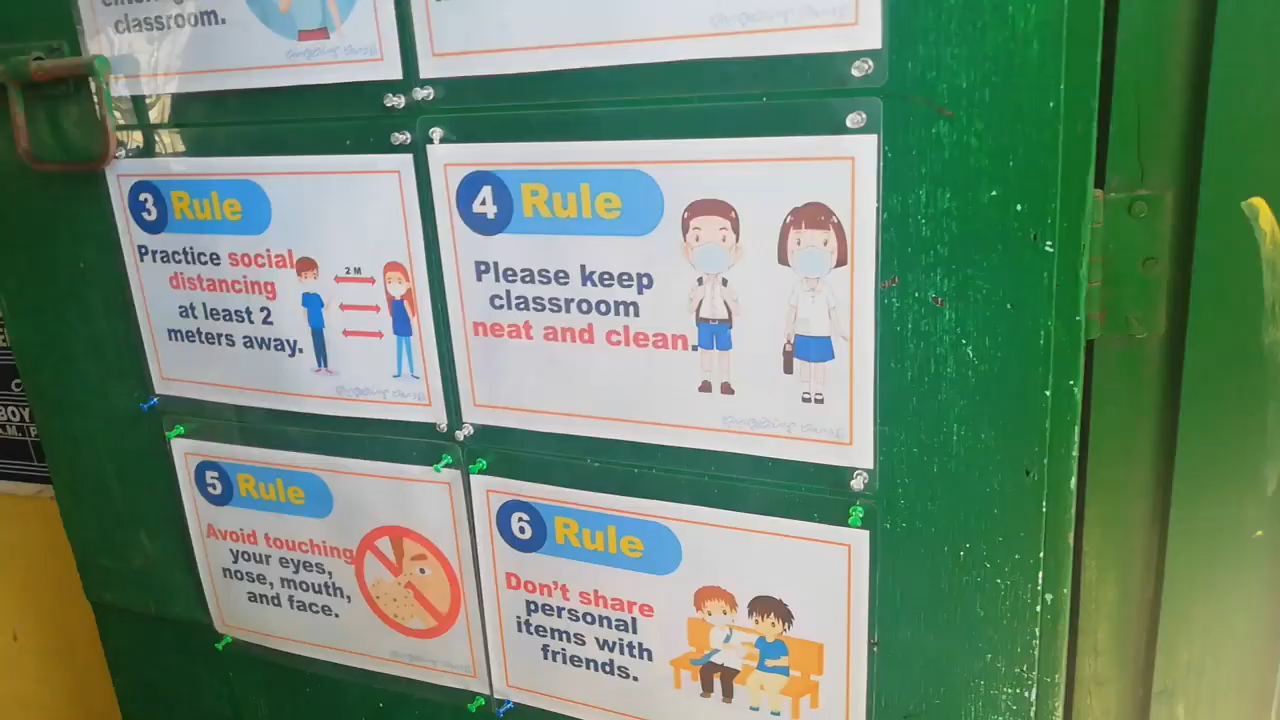 classroom.
3 Rule
Practice social
distancing
at least 2
meters away.
2 M
4 Rule
Please keep
classroom
neat and clean.
5 Rule
Avoid touching
your eyes,
nose, mouth,
and face.
6 Rule
Don't share
personal
items with
friends.
BOY